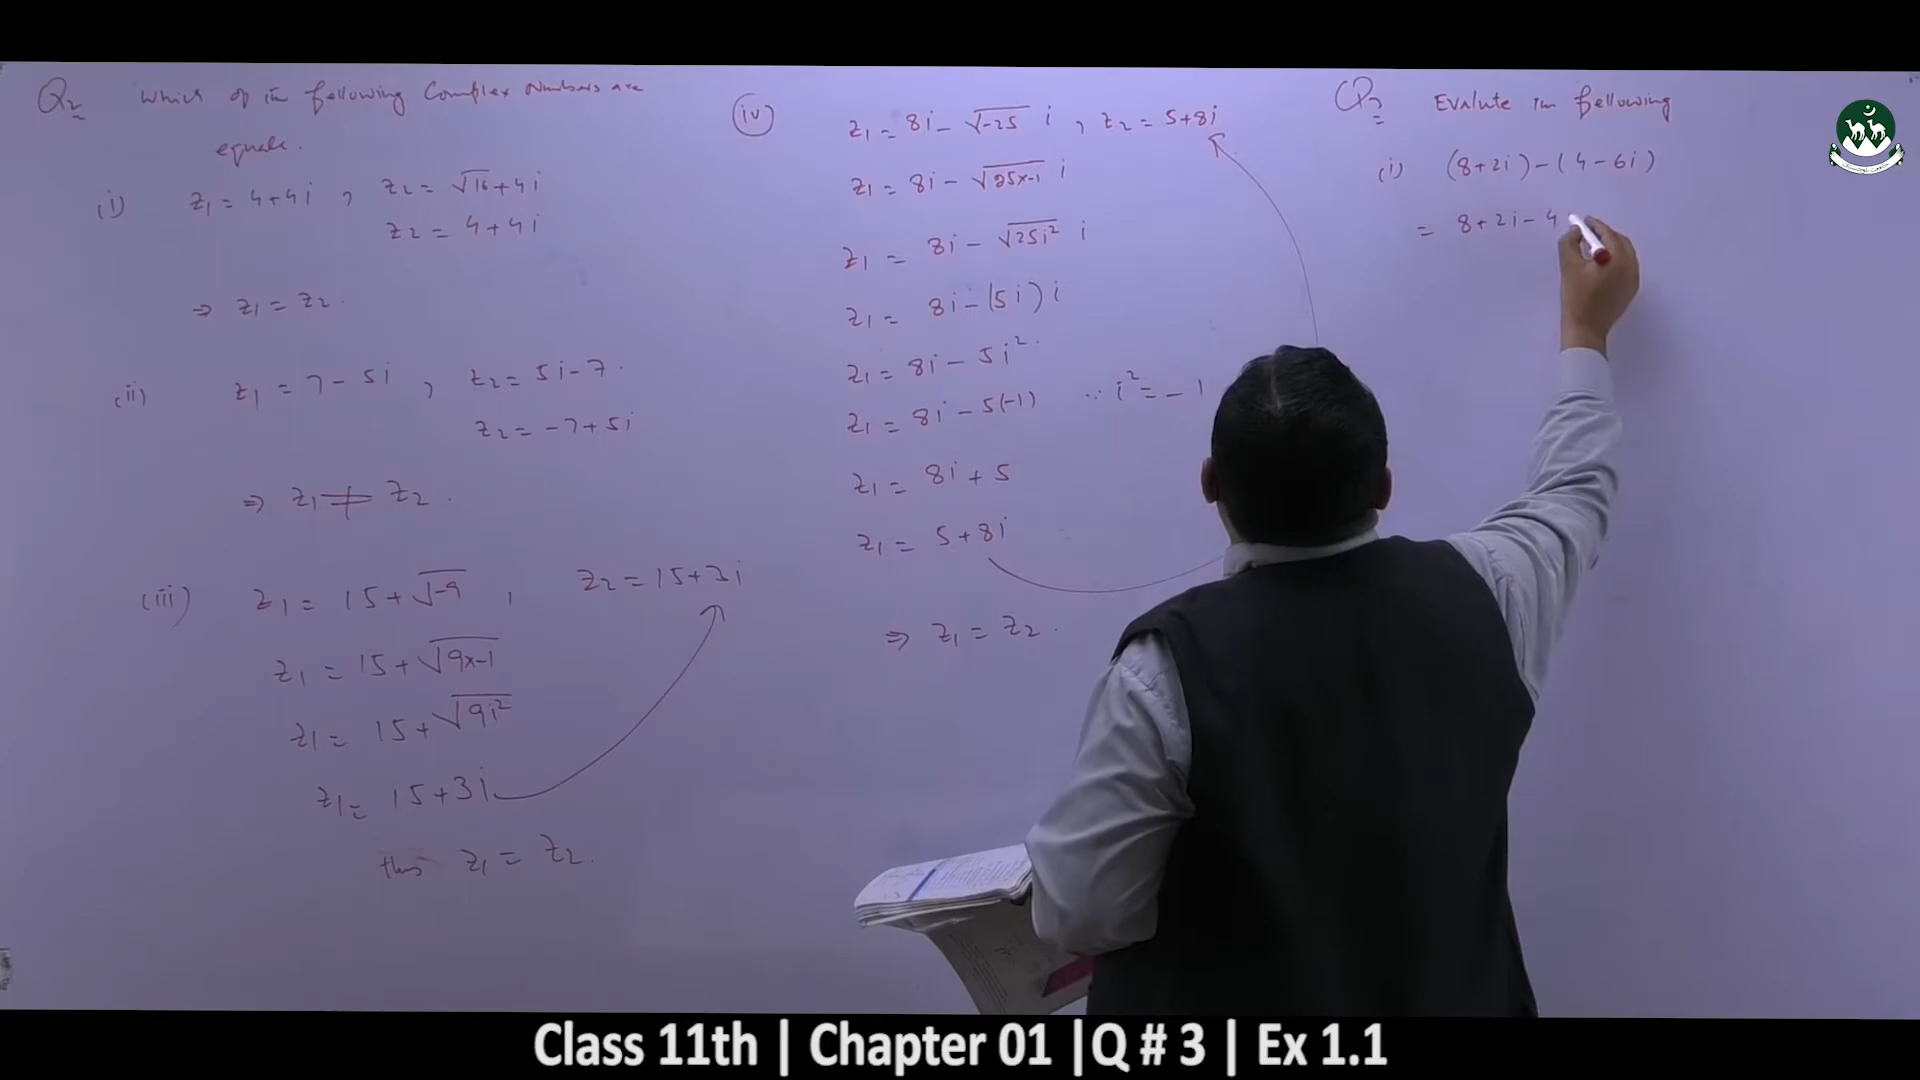 Q2 Which of the following Complex Numbers are
equale.
(i) z1 = 4+4i , z2 = √16+4i
z2 = 4+4i
⇒ z1 = z2.
(ii) z1 = 7-5i , z2 = 5i-7.
z2 = -7+5i
⇒ z1 ≠ z2.
(iii) z1 = 15+√-9 , z2 = 15+3i
z1 = 15+√9x-1
z1 = 15+√9i²
z1 = 15+3i
thus z1 = z2.
(iv) z1 = 8i-√-25 i , z2 = 5+8i
z1 = 8i-√25x-1 i
z1 = 8i-√25i² i
z1 = 8i-(5i)i
z1 = 8i-5i²
z1 = 8i-5(-1) ∵ i²=-1
z1 = 8i+5
z1 = 5+8i
⇒ z1 = z2.
Q3 Evalute the following
(i) (8+2i)-(4-6i)
= 8+2i-4
Class 11th | Chapter 01 |Q # 3 | Ex 1.1